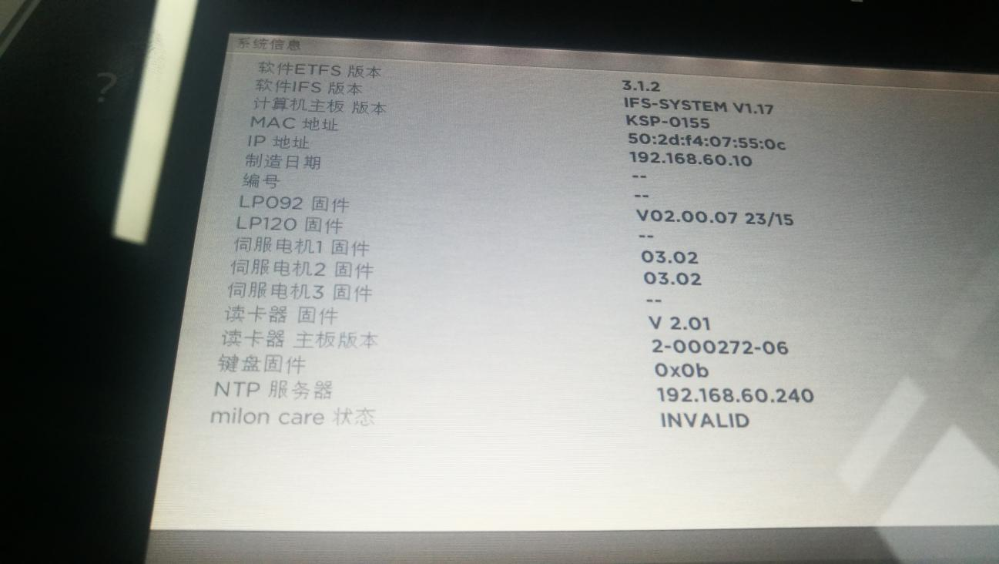 ?
系统信息
软件ETFS 版本 3.1.2
软件IFS 版本 IFS-SYSTEM V1.17
计算机主板 版本 KSP-0155
MAC 地址 50:2d:f4:07:55:0c
IP 地址 192.168.60.10
制造日期 --
编号 --
LP092 固件 V02.00.07 23/15
LP120 固件 --
伺服电机1 固件 03.02
伺服电机2 固件 03.02
伺服电机3 固件 --
读卡器 固件 V 2.01
读卡器 主板版本 2-000272-06
键盘固件 0x0b
NTP 服务器 192.168.60.240
milon care 状态 INVALID